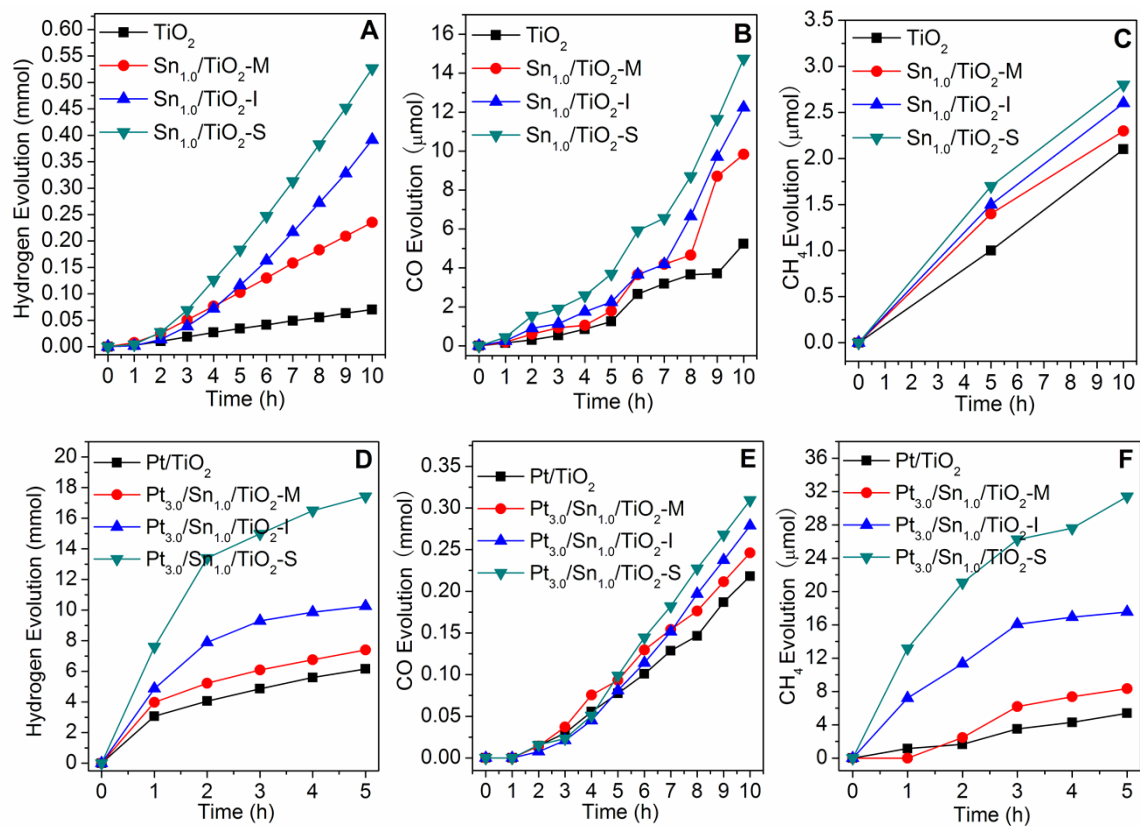 A
TiO2
Sn1.0/TiO2-M
Sn1.0/TiO2-I
Sn1.0/TiO2-S
Hydrogen Evolution (mmol)
0.60
0.55
0.50
0.45
0.40
0.35
0.30
0.25
0.20
0.15
0.10
0.05
0.00
0 1 2 3 4 5 6 7 8 9 10
Time (h)
B
TiO2
Sn1.0/TiO2-M
Sn1.0/TiO2-I
Sn1.0/TiO2-S
CO Evolution (μmol)
16
14
12
10
8
6
4
2
0
0 1 2 3 4 5 6 7 8 9 10
Time (h)
C
TiO2
Sn1.0/TiO2-M
Sn1.0/TiO2-I
Sn1.0/TiO2-S
CH4 Evolution (μmol)
3.5
3.0
2.5
2.0
1.5
1.0
0.5
0.0
0 1 2 3 4 5 6 7 8 9 10
Time (h)
D
Pt/TiO2
Pt3.0/Sn1.0/TiO2-M
Pt3.0/Sn1.0/TiO2-I
Pt3.0/Sn1.0/TiO2-S
Hydrogen Evolution (mmol)
20
18
16
14
12
10
8
6
4
2
0
0 1 2 3 4 5
Time (h)
E
Pt/TiO2
Pt3.0/Sn1.0/TiO2-M
Pt3.0/Sn1.0/TiO2-I
Pt3.0/Sn1.0/TiO2-S
CO Evolution (mmol)
0.35
0.30
0.25
0.20
0.15
0.10
0.05
0.00
0 1 2 3 4 5 6 7 8 9 10
Time (h)
F
Pt/TiO2
Pt3.0/Sn1.0/TiO2-M
Pt3.0/Sn1.0/TiO2-I
Pt3.0/Sn1.0/TiO2-S
CH4 Evolution (μmol)
36
32
28
24
20
16
12
8
4
0
0 1 2 3 4 5
Time (h)